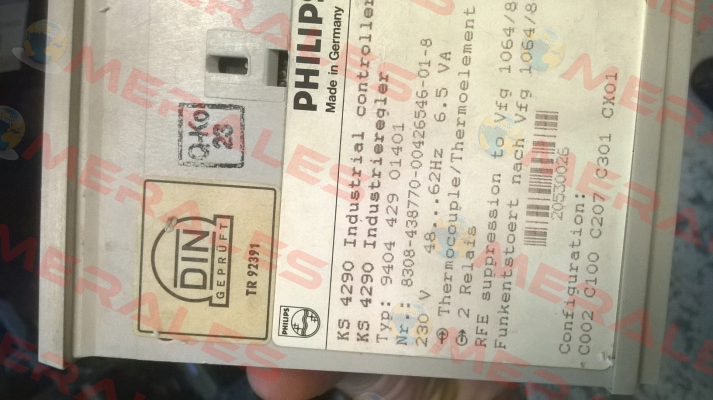 PHILIPS
Made in Germany
KS 4290 Industrial controller
KS 4290 Industrieregler
Typ: 9404 429 01401
Nr.: 8308-438770-00426546-01-8
230 V 48...62Hz 6.5 VA
Thermocouple/Thermoelement
2 Relais
RFE suppression to Vfg 1064/8
Funkentstoert nach Vfg 1064/8
20530026
Configuration:
C002 C100 C207 C301 CX01
Q-Ko
23
DIN
GEPRÜFT
TR 92391
PHILIPS
MERALES